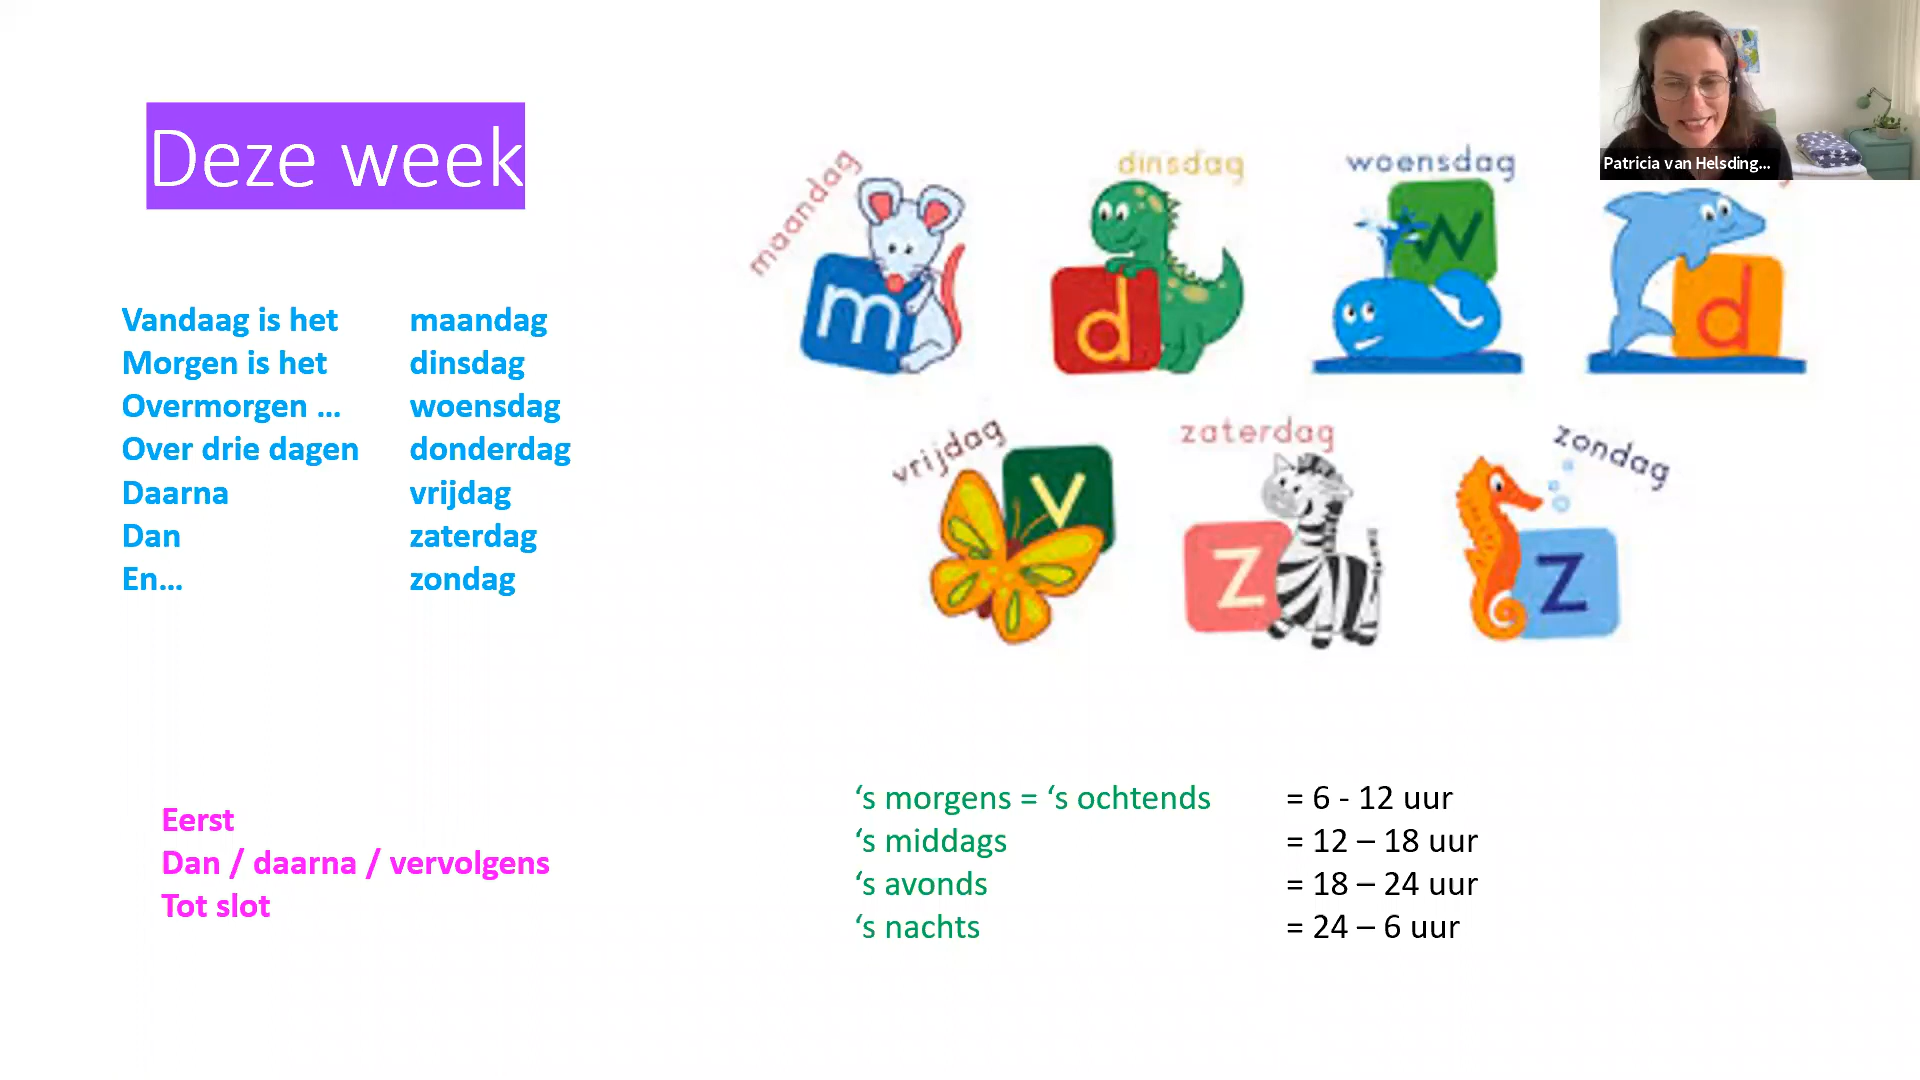 Deze week
Vandaag is het maandag
Morgen is het dinsdag
Overmorgen ... woensdag
Over drie dagen donderdag
Daarna vrijdag
Dan zaterdag
En... zondag
Eerst
Dan / daarna / vervolgens
Tot slot
maandag
m
dinsdag
d
woensdag
w
d
vrijdag
v
zaterdag
z
zondag
z
‘s morgens = ‘s ochtends = 6 - 12 uur
‘s middags = 12 – 18 uur
‘s avonds = 18 – 24 uur
‘s nachts = 24 – 6 uur
Patricia van Helsding...